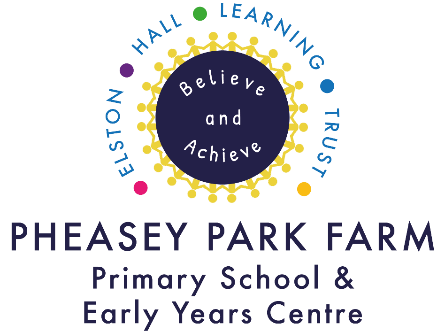 ELSTON HALL LEARNING TRUST
Believe
and
Achieve
PHEASEY PARK FARM
Primary School &
Early Years Centre